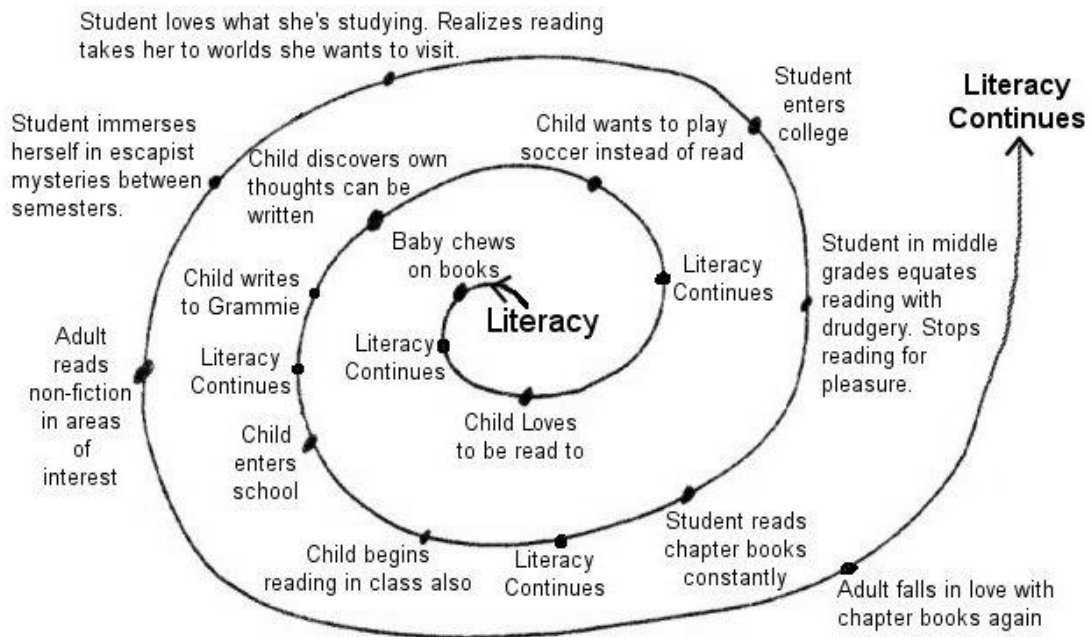 Student loves what she's studying. Realizes reading
takes her to worlds she wants to visit.
Student
enters
college
Literacy
Continues
Student immerses
herself in escapist
mysteries between
semesters.
Child discovers own
thoughts can be
written
Child wants to play
soccer instead of read
Baby chews
on books
Literacy
Child writes
to Grammie
Literacy
Continues
Student in middle
grades equates
reading with
drudgery. Stops
reading for
pleasure.
Adult
reads
non-fiction
in areas
of
interest
Literacy
Continues
Literacy
Continues
Child Loves
to be read to
Child
enters
school
Child begins
reading in class also
Literacy
Continues
Student reads
chapter books
constantly
Adult falls in love with
chapter books again